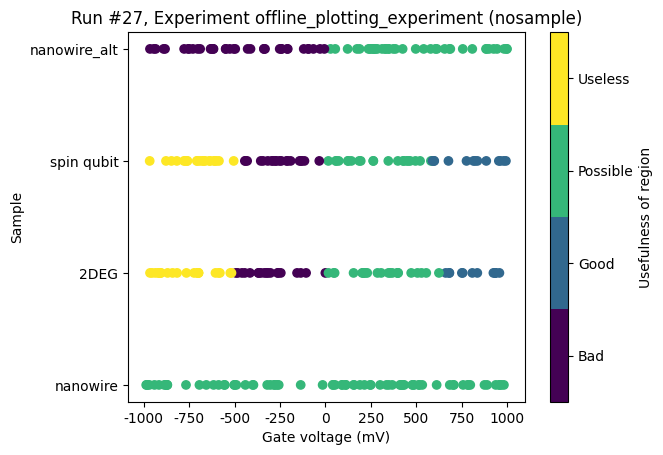 Run #27, Experiment offline_plotting_experiment (nosample)
nanowire_alt
spin qubit
2DEG
nanowire
Sample
-1000 -750 -500 -250 0 250 500 750 1000
Gate voltage (mV)
Useless
Possible
Good
Bad
Usefulness of region